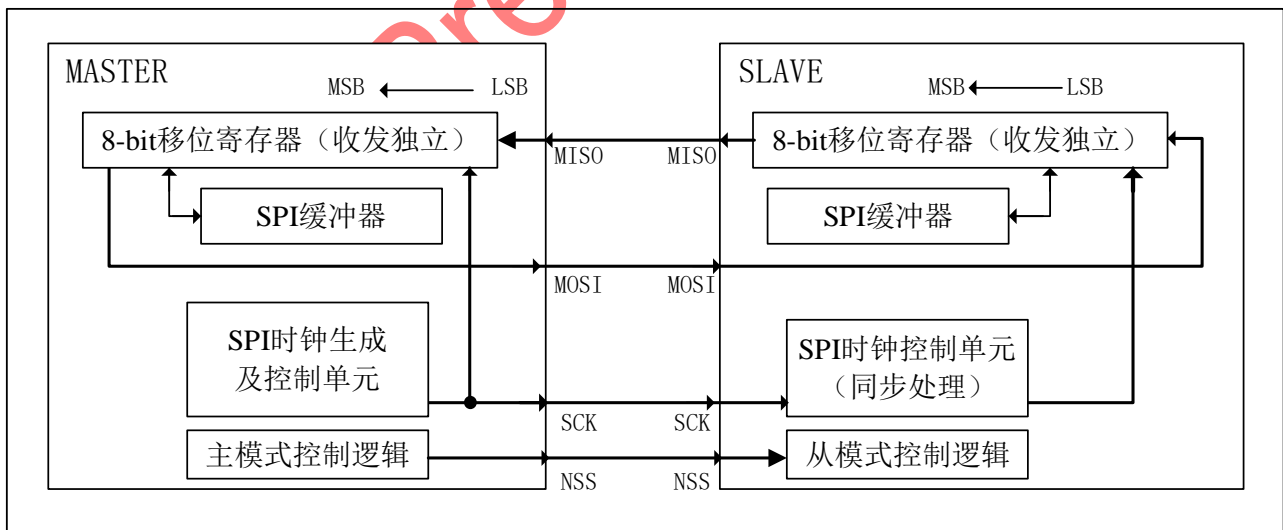 Pre
MASTER
SLAVE
MSB LSB
MSB LSB
8-bit移位寄存器（收发独立）
MISO
MISO
8-bit移位寄存器（收发独立）
SPI缓冲器
SPI缓冲器
MOSI
MOSI
SPI时钟生成
及控制单元
SPI时钟控制单元
（同步处理）
SCK
SCK
主模式控制逻辑
从模式控制逻辑
NSS
NSS